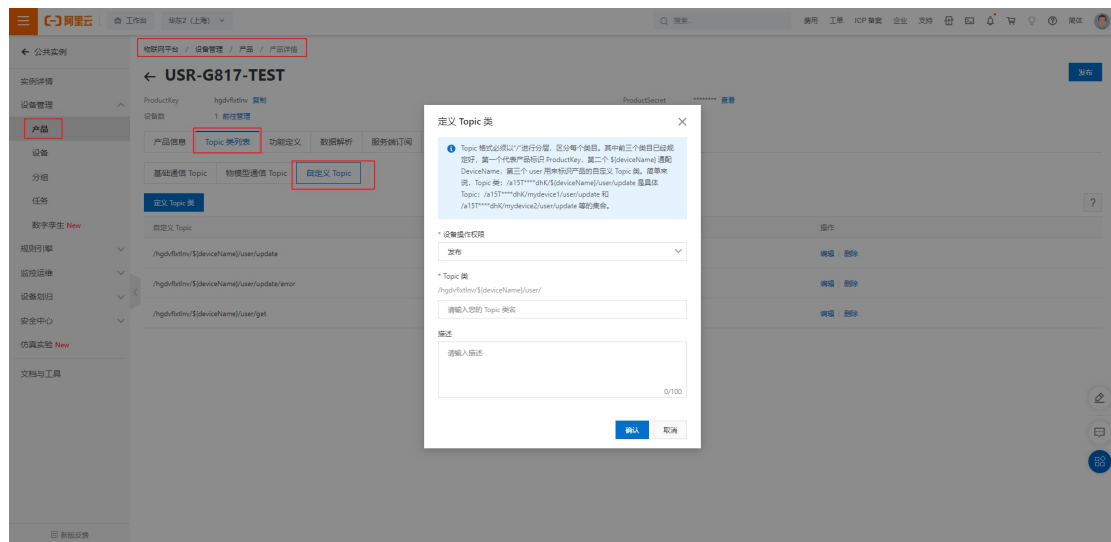 阿里云 工作台 华东2（上海） 搜索... 费用 工单 ICP 备案 企业 支持 简体
公共实例
物联网平台 / 设备管理 / 产品 / 产品详情
← USR-G817-TEST 发布
实例详情
ProductKey hgdvflxtlnv 复制 ProductSecret ******** 查看
设备管理
设备数 1 前往管理
产品
产品信息 Topic 类列表 功能定义 数据解析 服务端订阅
设备
基础通信 Topic 物模型通信 Topic 自定义 Topic
分组
任务
定义 Topic 类
数字孪生 New
自定义 Topic 操作
规则引擎
/hgdvflxtlnv/${deviceName}/user/update 编辑 删除
监控运维
/hgdvflxtlnv/${deviceName}/user/update/error 编辑 删除
设备划归
/hgdvflxtlnv/${deviceName}/user/get 编辑 删除
安全中心
仿真实验 New
文档与工具
新版反馈
定义 Topic 类
Topic 格式必须以“/”进行分层，区分每个类目。其中前三个类目已经规
定好，第一个代表产品标识 ProductKey，第二个 ${deviceName} 通配
DeviceName，第三个 user 用来标识产品的自定义 Topic 类。简单来
说，Topic 类：/a15T****dhK/${deviceName}/user/update 是具体
Topic：/a15T****dhK/mydevice1/user/update 和
/a15T****dhK/mydevice2/user/update 等的集合。
* 设备操作权限
发布
* Topic 类
/hgdvflxtlnv/${deviceName}/user/
请输入您的 Topic 类名
描述
请输入描述
0/100
确认 取消